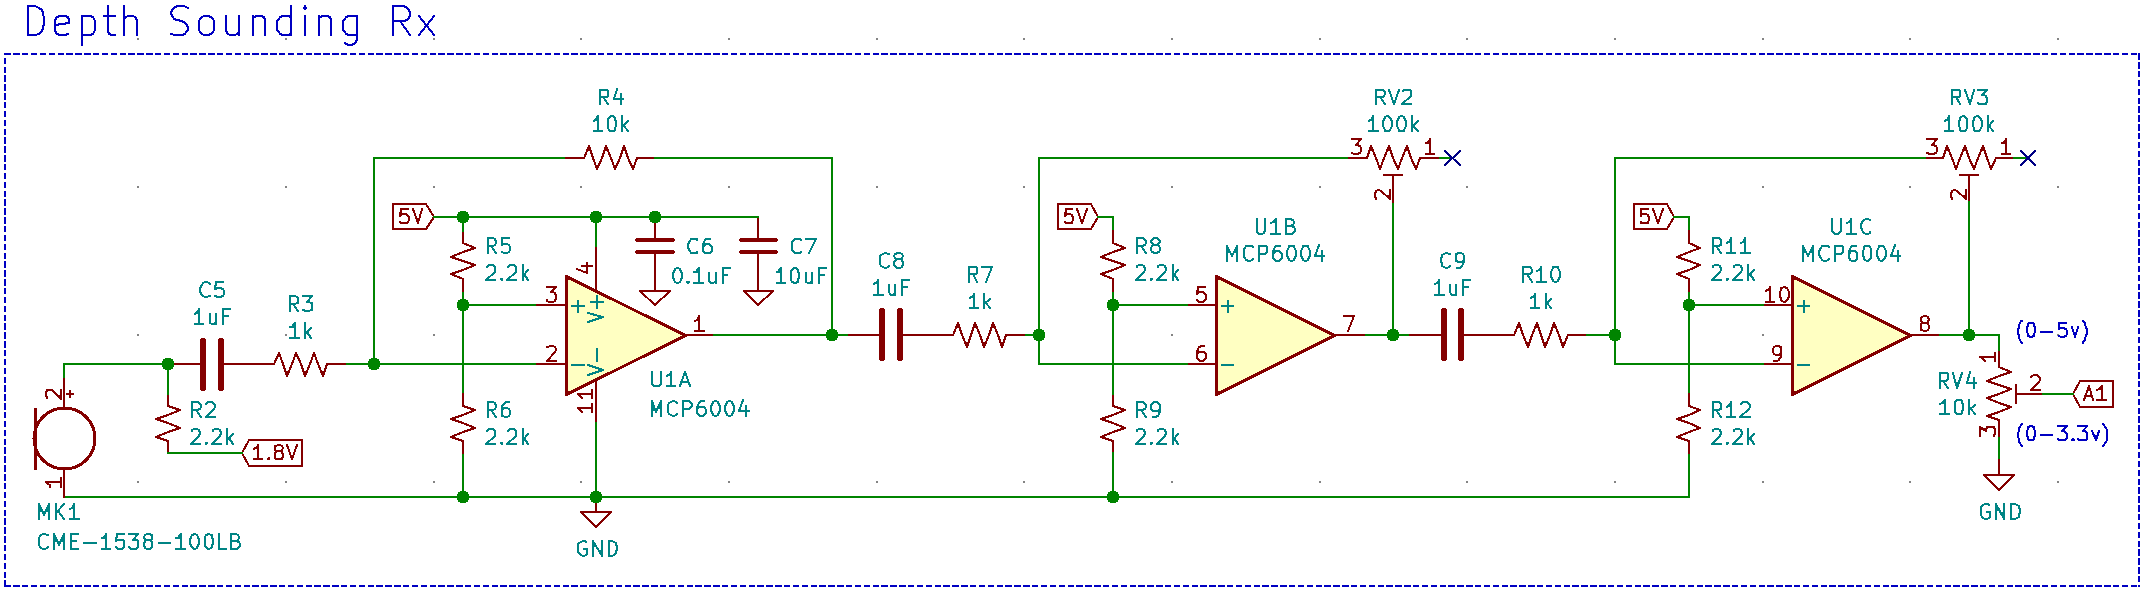 Depth Sounding Rx
R4
10k
RV2
100k
RV3
100k
3
1
3
1
2
2
5V
5V
5V
R5
2.2k
C6
0.1uF
C7
10uF
R8
2.2k
U1B
MCP6004
R11
2.2k
U1C
MCP6004
C5
1uF
R3
1k
4
3
+
V+
2
-
V-
11
1
C8
1uF
R7
1k
5
+
6
-
7
C9
1uF
R10
1k
10
+
9
-
8
(0-5v)
U1A
MCP6004
2
+
1
R2
2.2k
1.8V
R6
2.2k
R9
2.2k
R12
2.2k
1
RV4
10k
2
A1
3
(0-3.3v)
MK1
CME-1538-100LB
GND
GND